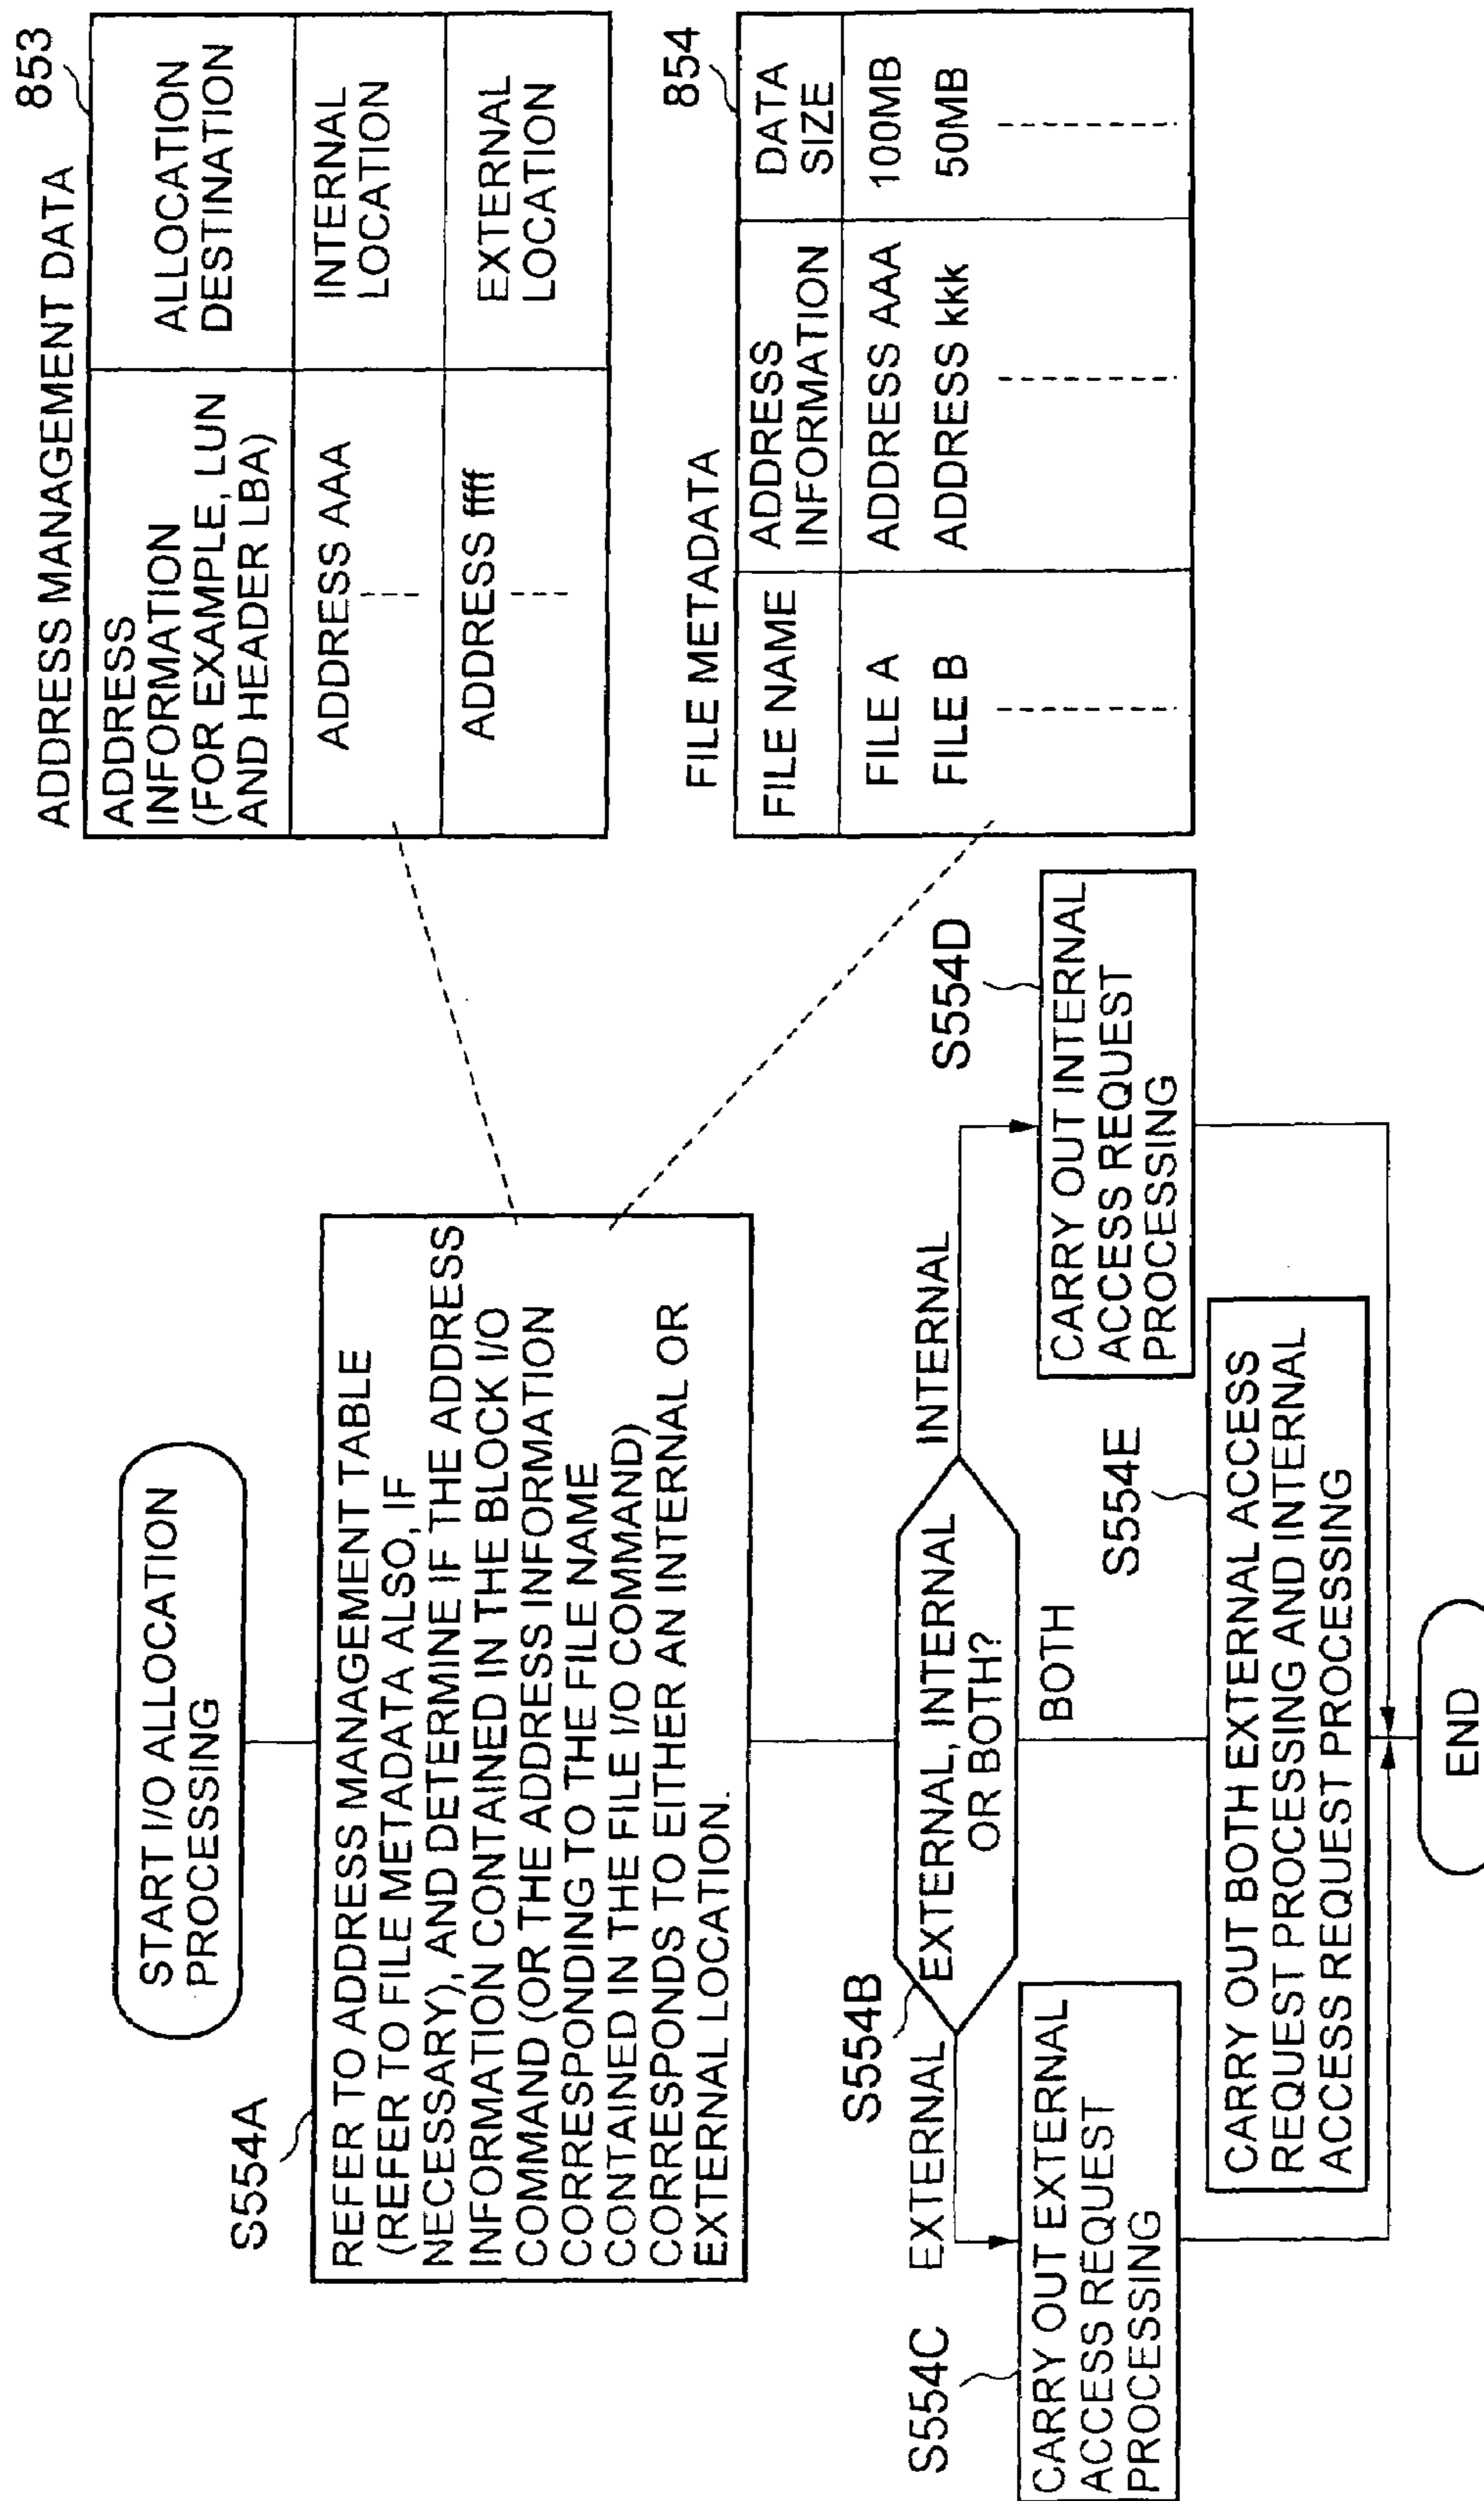 START I/O ALLOCATION
PROCESSING
S554A
REFER TO ADDRESS MANAGEMENT TABLE
(REFER TO FILE METADATA ALSO, IF
NECESSARY), AND DETERMINE IF THE ADDRESS
INFORMATION CONTAINED IN THE BLOCK I/O
COMMAND (OR THE ADDRESS INFORMATION
CORRESPONDING TO THE FILE NAME
CONTAINED IN THE FILE I/O COMMAND)
CORRESPONDS TO EITHER AN INTERNAL OR
EXTERNAL LOCATION.
S554B
EXTERNAL, INTERNAL
OR BOTH?
EXTERNAL
INTERNAL
BOTH
S554C
CARRY OUT EXTERNAL
ACCESS REQUEST
PROCESSING
S554D
CARRY OUT INTERNAL
ACCESS REQUEST
PROCESSING
S554E
CARRY OUT BOTH EXTERNAL ACCESS
REQUEST PROCESSING AND INTERNAL
ACCESS REQUEST PROCESSING
END
ADDRESS MANAGEMENT DATA
853
ADDRESS
INFORMATION
(FOR EXAMPLE, LUN
AND HEADER LBA)
ALLOCATION
DESTINATION
ADDRESS AAA
INTERNAL
LOCATION
ADDRESS ffff
EXTERNAL
LOCATION
FILE METADATA
854
FILE NAME
ADDRESS
INFORMATION
DATA
SIZE
FILE A ADDRESS AAA 100MB
FILE B ADDRESS kkk 50MB